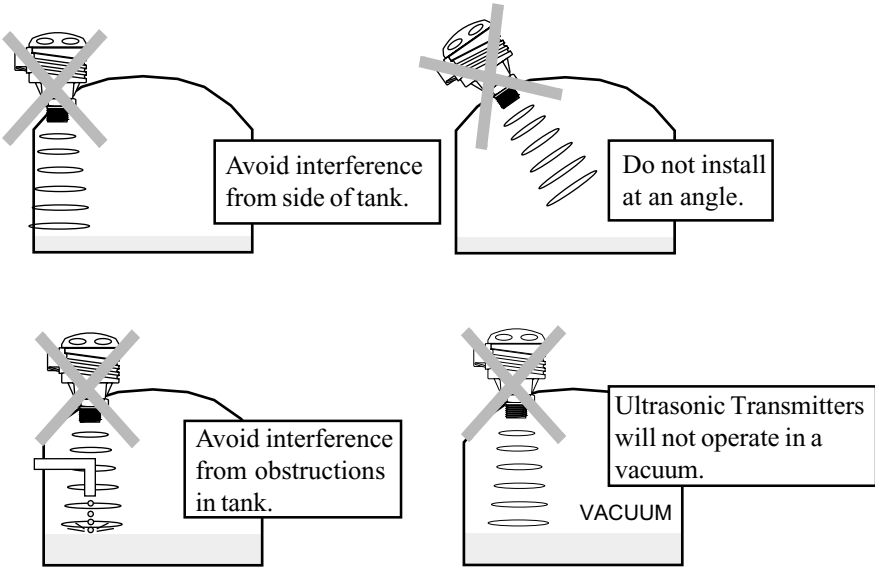 Avoid interference
from side of tank.
Do not install
at an angle.
Avoid interference
from obstructions
in tank.
Ultrasonic Transmitters
will not operate in a
vacuum.
VACUUM